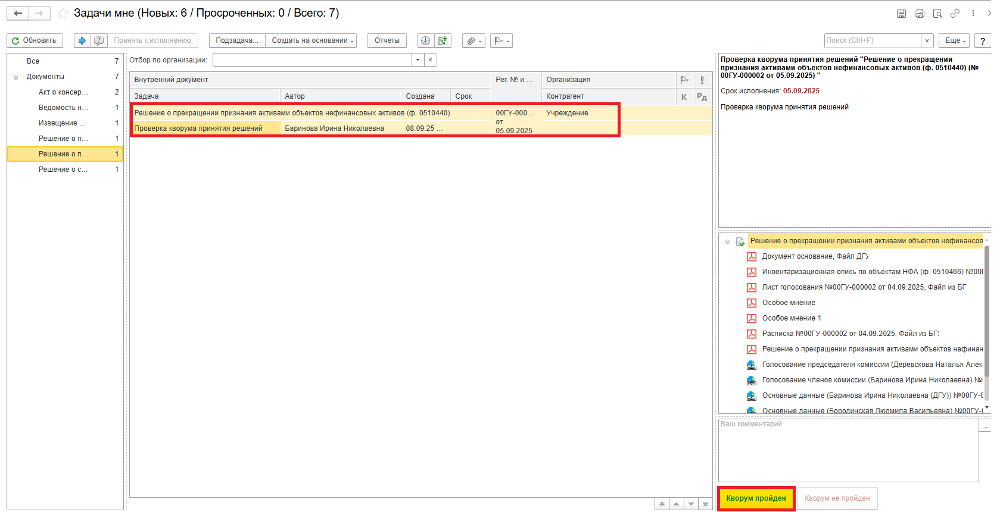 Задачи мне (Новых: 6 / Просроченных: 0 / Всего: 7)
Обновить
Принять к исполнению
Подзадача...
Создать на основании
Отчеты
Поиск (Ctrl+F)
×
Еще
?
Все 7
Документы 7
Акт о консер... 2
Ведомость н... 1
Извещение ... 1
Решение о п... 1
Решение о п... 1
Решение о с... 1
Отбор по организации:
×
Внутренний документ
Рег. № и ...
Организация
Задача
Автор
Создана
Срок
Контрагент
К
Рд
Решение о прекращении признания активами объектов нефинансовых активов (ф. 0510440)
00ГУ-000...
от
05.09.2025
Учреждение
Проверка кворума принятия решений
Баринова Ирина Николаевна
08.09.25 ...
Проверка кворума принятия решений "Решение о прекращении
признания активами объектов нефинансовых активов (ф. 0510440) (№
00ГУ-000002 от 05.09.2025) "
Срок исполнения: 05.09.2025
Проверка кворума принятия решений
Решение о прекращении признания активами объектов нефинансов
Документ основание, Файл ДГУ
Инвентаризационная опись по объектам НФА (ф. 0510466) №00
Лист голосования №00ГУ-000002 от 04.09.2025, Файл из БГ
Особое мнение
Особое мнение 1
Расписка №00ГУ-000002 от 04.09.2025, Файл из БГ
Решение о прекращении признания активами объектов нефинан
Голосование председателя комиссии (Деревскова Наталья Алек
Голосование членов комиссии (Баринова Ирина Николаевна) №
Основные данные (Баринова Ирина Николаевна (ДГУ)) №00ГУ-0
Основные данные (Бородинская Людмила Васильевна) №00ГУ-
Ваш комментарий
...
Кворум пройден
Кворум не пройден